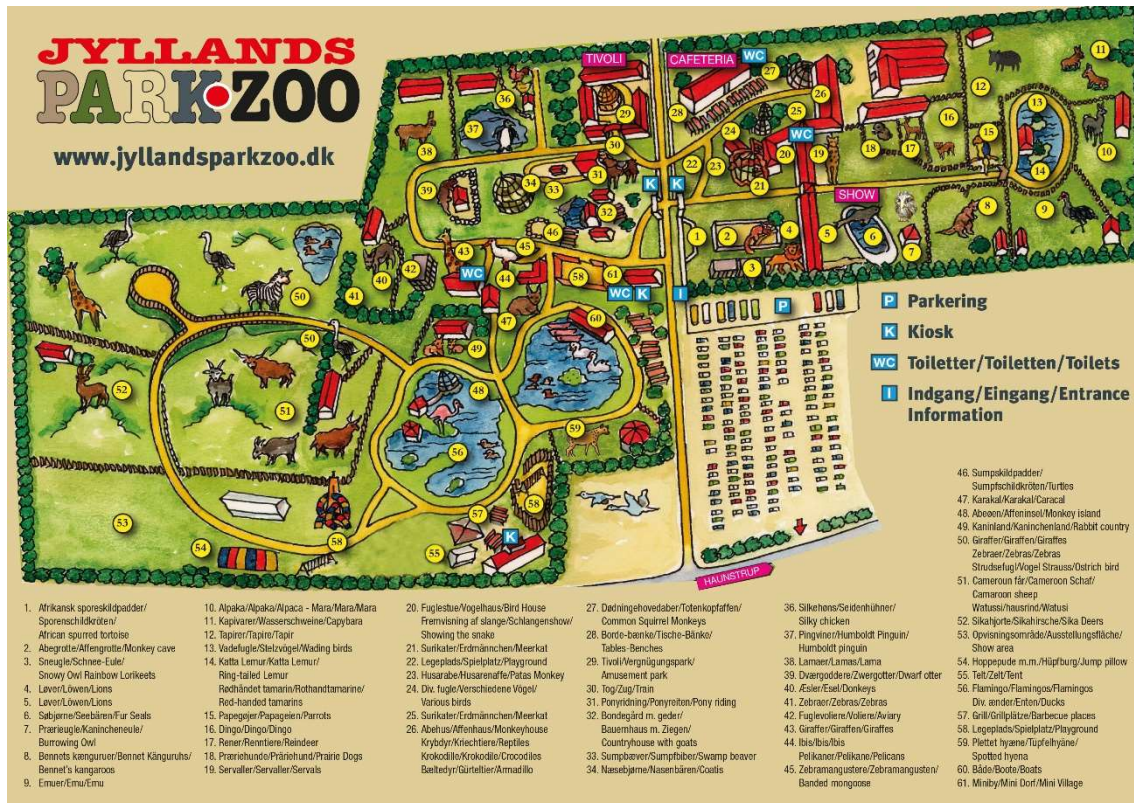 JYLLANDS
PARK ZOO
www.jyllandsparkzoo.dk
TIVOLI
CAFETERIA
WC
WC
SHOW
K
K
WC
WC
K
I
P
K
HAUNSTRUP
P Parkering
K Kiosk
WC Toiletter/Toiletten/Toilets
I Indgang/Eingang/Entrance
Information
1. Afrikansk sporeskildpadder/
Sporenschildkröten/
African spurred tortoise
2. Abegrotte/Affengrotte/Monkey cave
3. Sneugle/Schnee-Eule/
Snowy Owl Rainbow Lorikeets
4. Løver/Löwen/Lions
5. Løver/Löwen/Lions
6. Søbjørne/Seebären/Fur Seals
7. Prærieugle/Kanincheneule/
Burrowing Owl
8. Bennets kænguruer/Bennet Känguruhs/
Bennet's kangaroos
9. Emuer/Emu/Emu
10. Alpaka/Alpaka/Alpaca - Mara/Mara/Mara
11. Kapivarer/Wasserschweine/Capybara
12. Tapirer/Tapire/Tapir
13. Vadefugle/Stelzvögel/Wading birds
14. Katta Lemur/Katta Lemur/
Ring-tailed Lemur
Rødhåndet tamarin/Rothandtamarine/
Red-handed tamarins
15. Papegøjer/Papageien/Parrots
16. Dingo/Dingo/Dingo
17. Rener/Renntiere/Reindeer
18. Præriehunde/Präriehund/Prairie Dogs
19. Servaller/Servaller/Servals
20. Fuglestue/Vogelhaus/Bird House
Fremvisning af slange/Schlangenshow/
Showing the snake
21. Surikater/Erdmännchen/Meerkat
22. Legeplads/Spielplatz/Playground
23. Husarabe/Husarenaffe/Patas Monkey
24. Div. fugle/Verschiedene Vögel/
Various birds
25. Surikater/Erdmännchen/Meerkat
26. Abehus/Affenhaus/Monkeyhouse
Krybdyr/Kriechtiere/Reptiles
Krokodille/Krokodile/Crocodiles
Bæltedyr/Gürteltier/Armadillo
27. Dødningehovedaber/Totenkopfaffen/
Common Squirrel Monkeys
28. Borde-bænke/Tische-Bänke/
Tables-Benches
29. Tivoli/Vergnügungspark/
Amusement park
30. Tog/Zug/Train
31. Ponyridning/Ponyreiten/Pony riding
32. Bondegård m. geder/
Bauernhaus m. Ziegen/
Countryhouse with goats
33. Sumpbæver/Sumpfbiber/Swamp beaver
34. Næsebjørne/Nasenbären/Coatis
36. Silkehøns/Seidenhühner/
Silky chicken
37. Pingviner/Humboldt Pinguin/
Humboldt pinguin
38. Lamaer/Lamas/Lama
39. Dværgoddere/Zwergotter/Dwarf otter
40. Æsler/Esel/Donkeys
41. Zebraer/Zebras/Zebras
42. Fuglevoliere/Voliere/Aviary
43. Giraffer/Giraffen/Giraffes
44. Ibis/Ibis/Ibis
Pelikaner/Pelikane/Pelicans
45. Zebramangustere/Zebramangusten/
Banded mongoose
46. Sumpskildpadder/
Sumpfschildkröten/Turtles
47. Karakal/Karakal/Caracal
48. Abeøen/Affeninsel/Monkey island
49. Kaninland/Kaninchenland/Rabbit country
50. Giraffer/Giraffen/Giraffes
Zebraer/Zebras/Zebras
Strudsefugl/Vogel Strauss/Ostrich bird
51. Cameroun får/Cameroon Schaf/
Camaroon sheep
Watussi/hausrind/Watusi
52. Sikahjorte/Sikahirsche/Sika Deers
53. Opvisningsområde/Ausstellungsfläche/
Show area
54. Hoppepude m.m./Hüpfburg/Jump pillow
55. Telt/Zelt/Tent
56. Flamingo/Flamingos/Flamingos
Div. ænder/Enten/Ducks
57. Grill/Grillplätze/Barbecue places
58. Legeplads/Spielplatz/Playground
59. Plettet hyæne/Tüpfelhyäne/
Spotted hyena
60. Både/Boote/Boats
61. Miniby/Mini Dorf/Mini Village